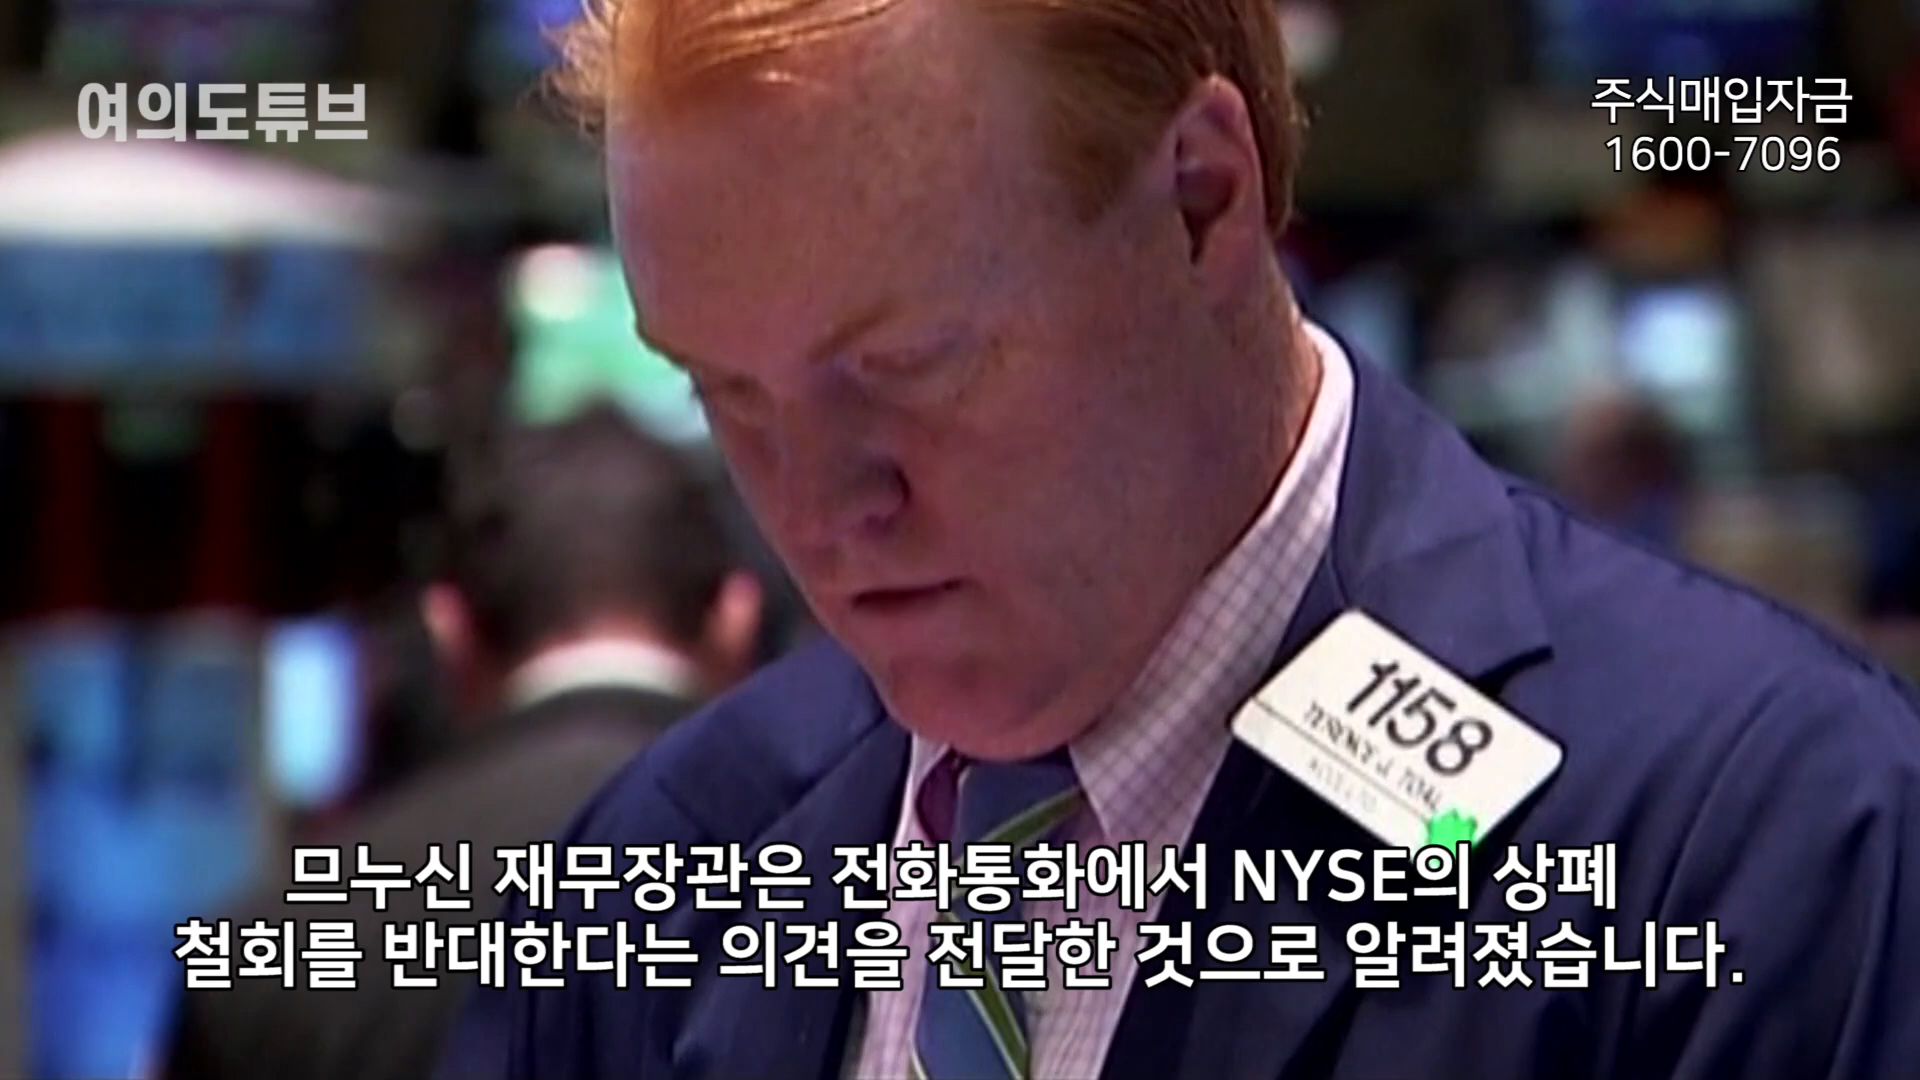 여의도튜브
주식매입자금
1600-7096
1158
므누신 재무장관은 전화통화에서 NYSE의 상폐
철회를 반대한다는 의견을 전달한 것으로 알려졌습니다.